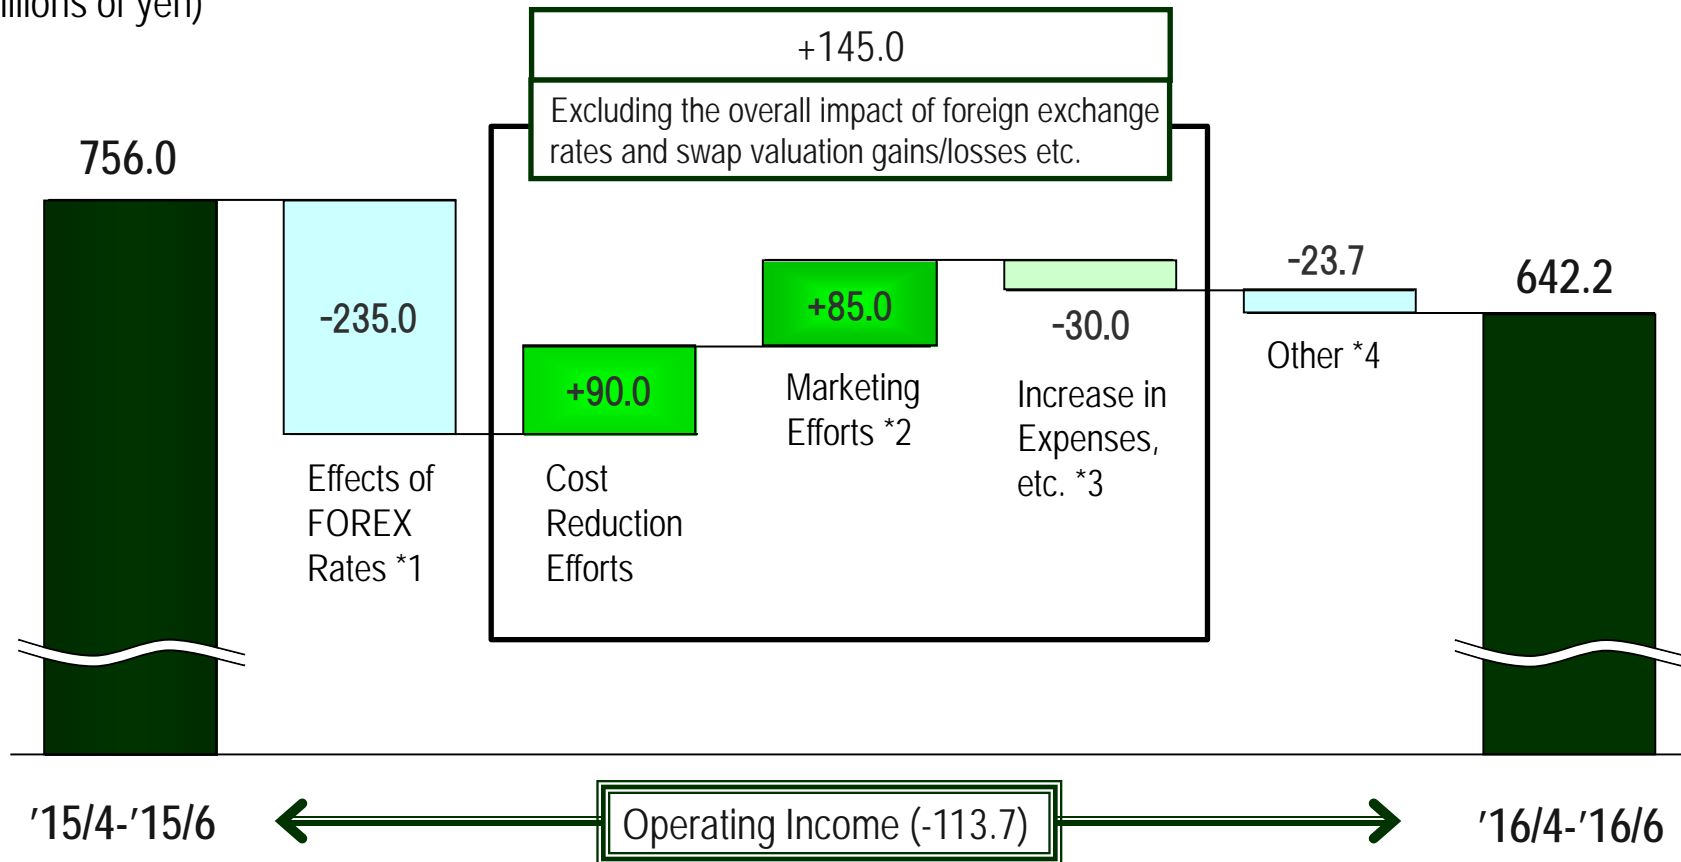 of yen)
+145.0
Excluding the overall impact of foreign exchange
rates and swap valuation gains/losses etc.
756.0
-235.0
+90.0
+85.0
-30.0
-23.7
642.2
Effects of
FOREX
Rates *1
Cost
Reduction
Efforts
Marketing
Efforts *2
Increase in
Expenses,
etc. *3
Other *4
'15/4-'15/6
Operating Income (-113.7)
'16/4-'16/6